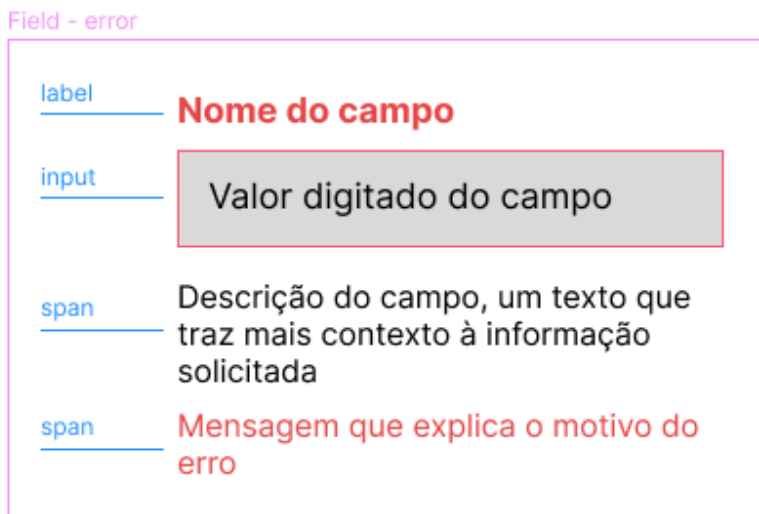 Field - error
label
Nome do campo
input
Valor digitado do campo
span
Descrição do campo, um texto que
traz mais contexto à informação
solicitada
span
Mensagem que explica o motivo do
erro